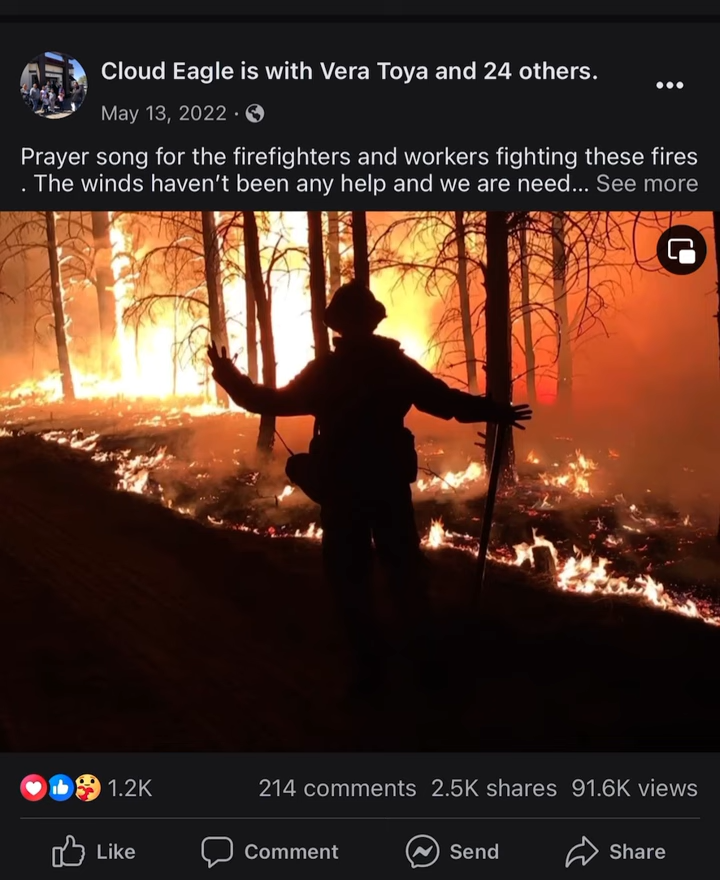 Cloud Eagle is with Vera Toya and 24 others.
May 13, 2022 ·
Prayer song for the firefighters and workers fighting these fires
. The winds haven’t been any help and we are need... See more
1.2K 214 comments 2.5K shares 91.6K views
Like Comment Send Share